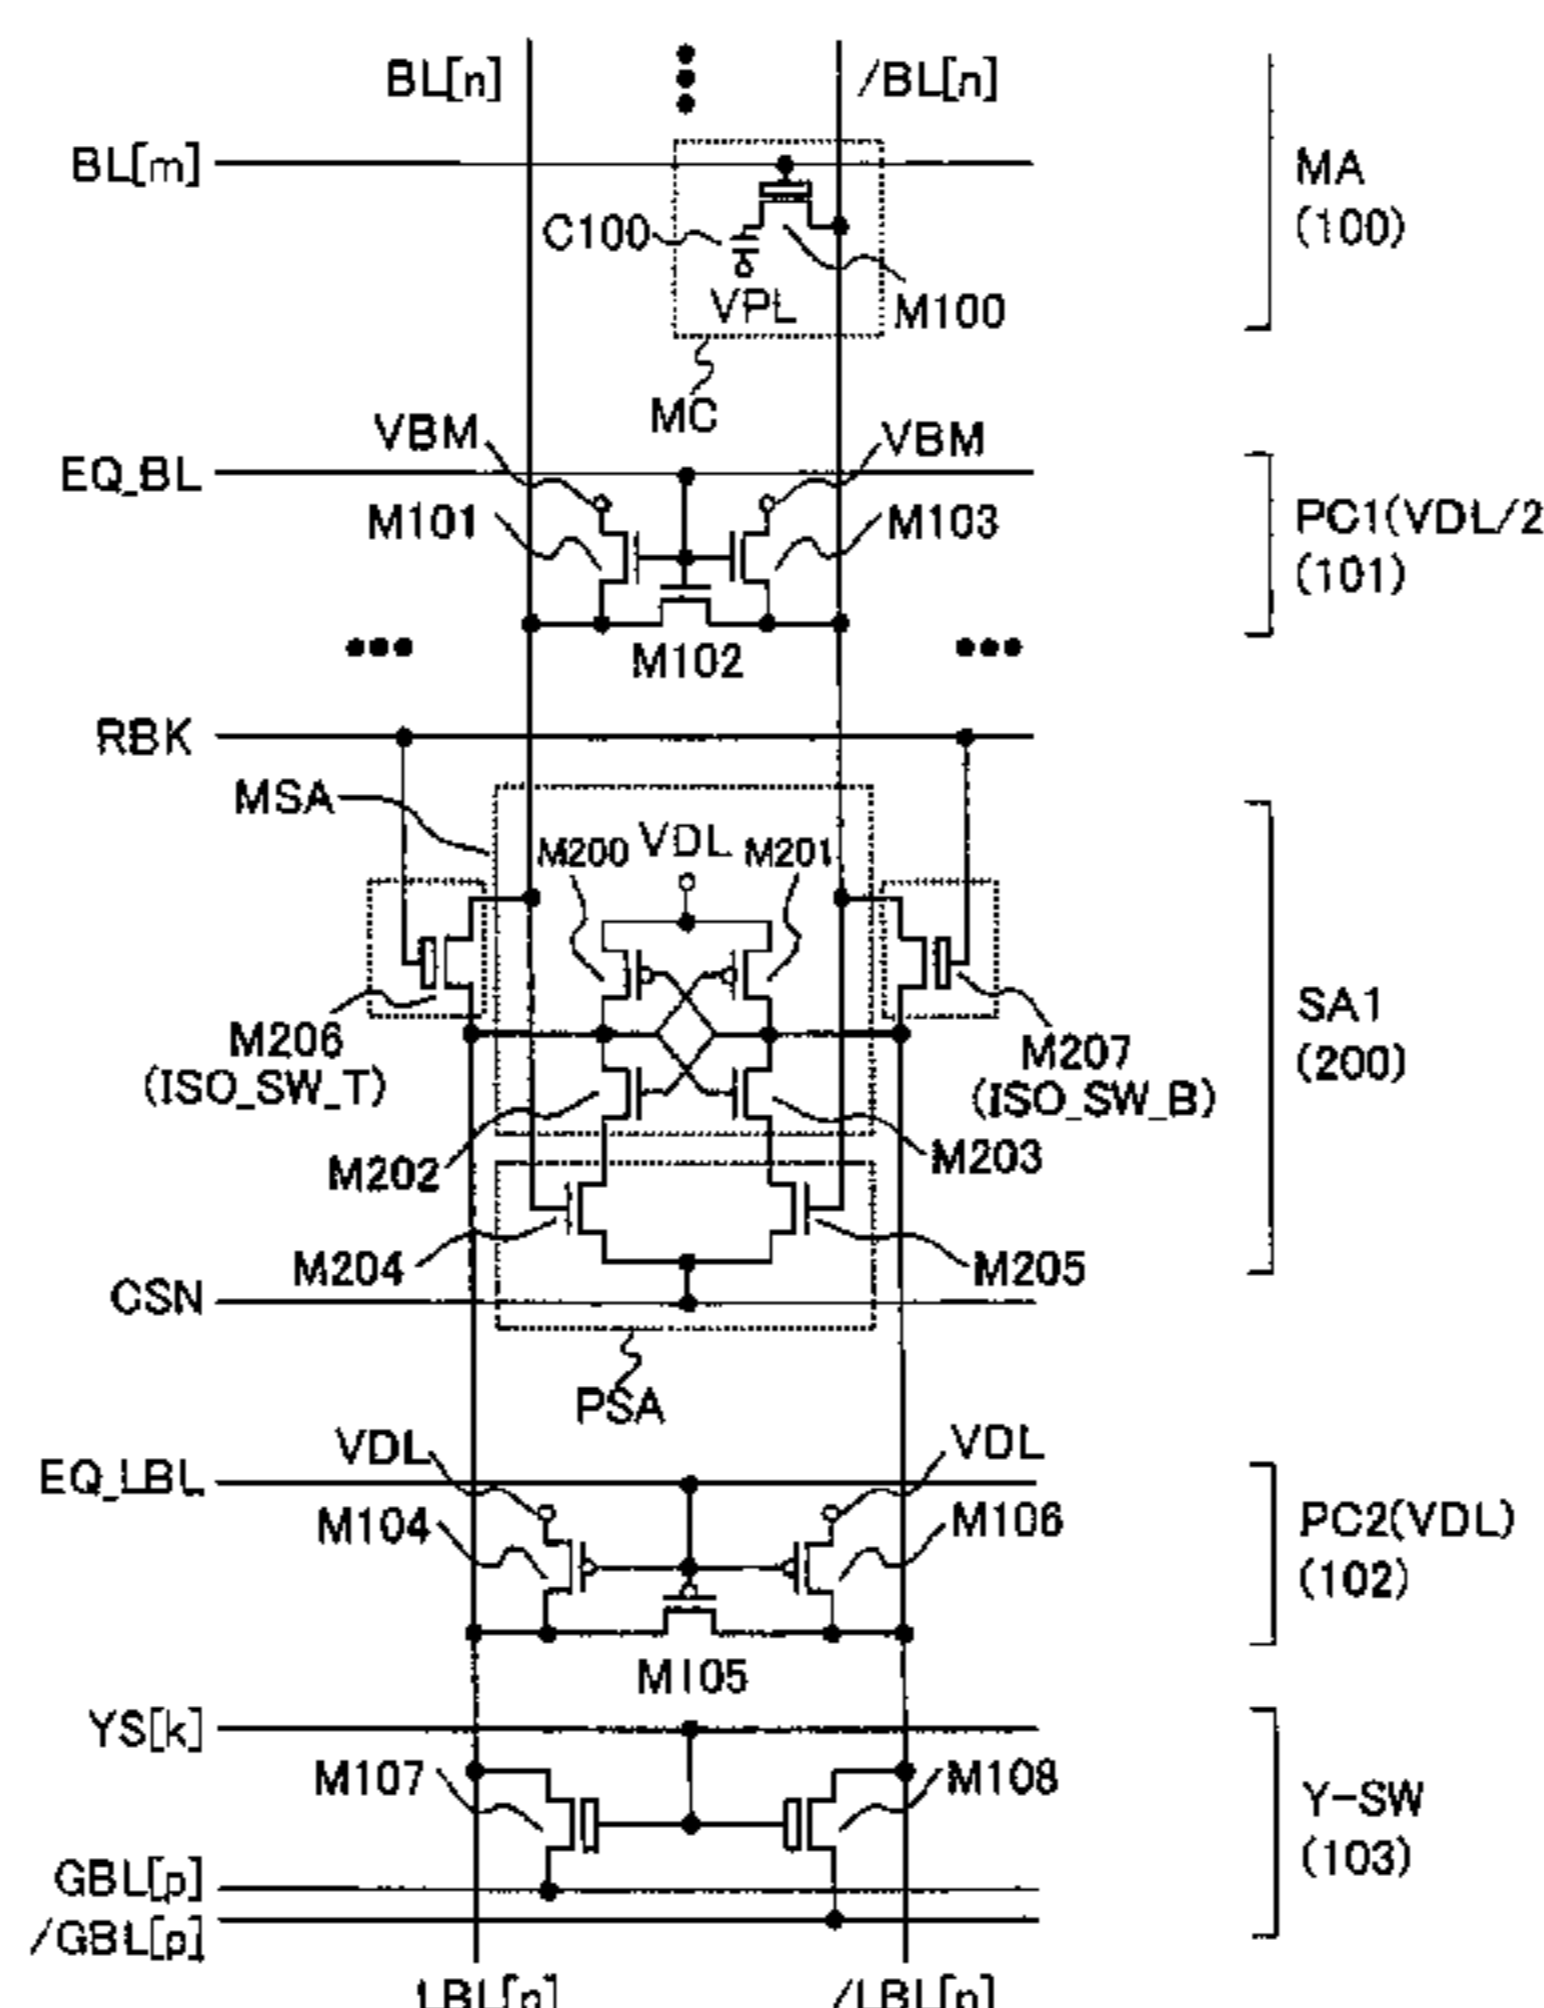 BL[n]
/BL[n]
BL[m]
MA
(100)
C100
VPL
M100
MC
VBM
VBM
EQ_BL
M101
M103
PC1(VDL/2
(101)
M102
RBK
MSA
M200
VDL
M201
M206
(ISO_SW_T)
M207
(ISO_SW_B)
SA1
(200)
M202
M203
M204
M205
CSN
PSA
VDL
VDL
EQ_LBL
M104
M106
PC2(VDL)
(102)
M105
YS[k]
M107
M108
Y-SW
(103)
GBL[p]
/GBL[p]
LBL[n]
/LBL[n]